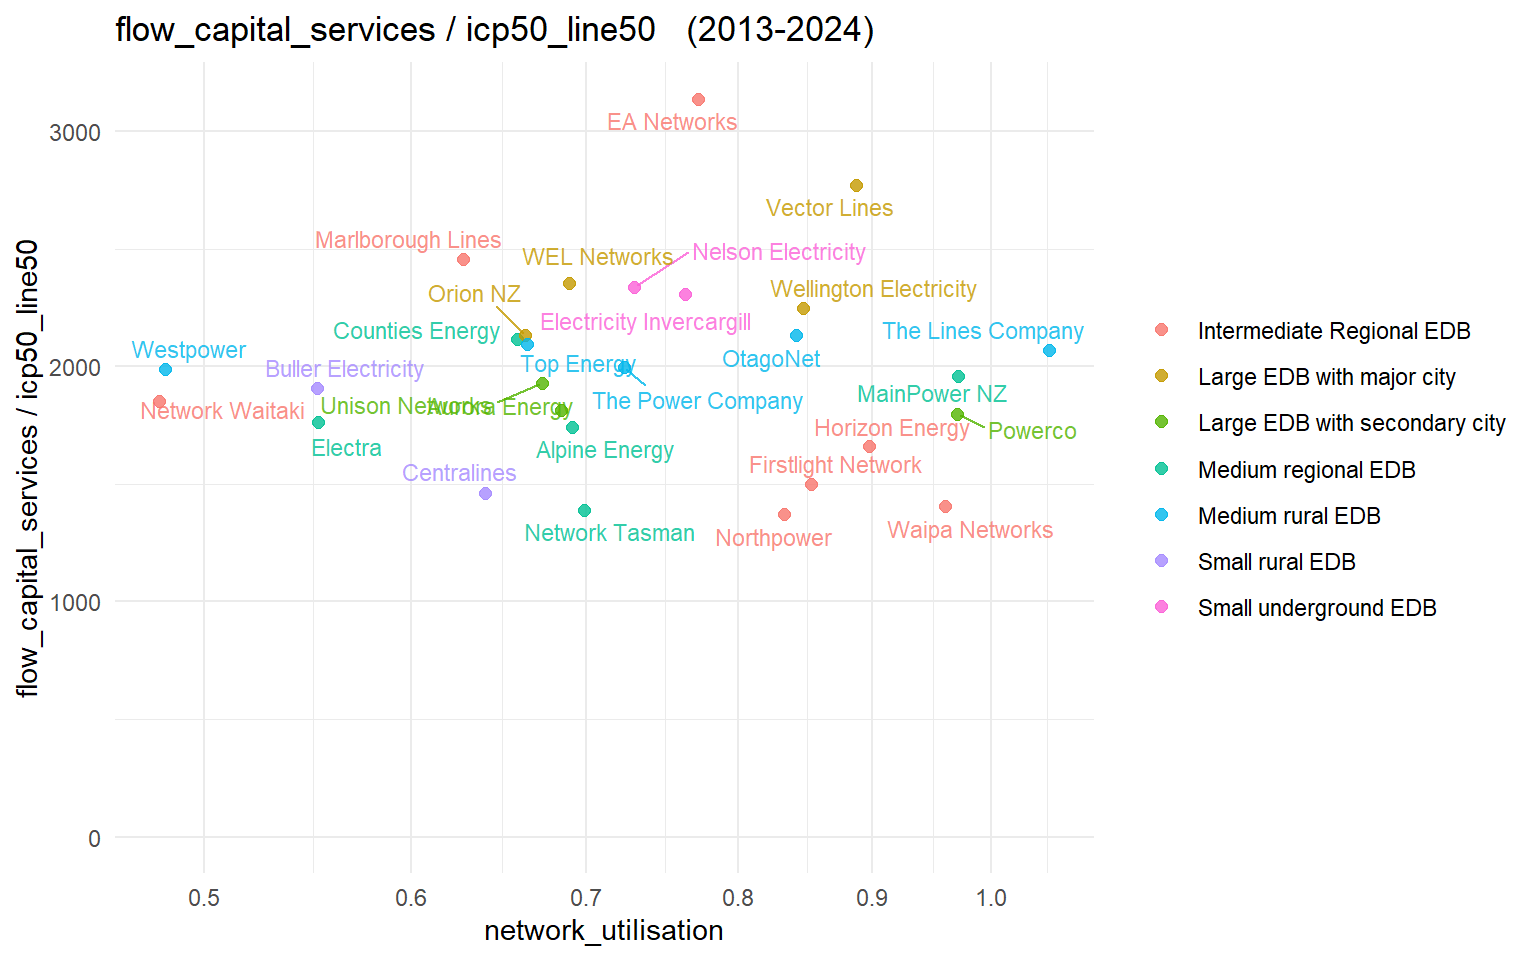 flow_capital_services / icp50_line50   (2013-2024)
flow_capital_services / icp50_line50
3000
2000
1000
0
EA Networks
Vector Lines
Marlborough Lines
WEL Networks
Nelson Electricity
Orion NZ
Wellington Electricity
Electricity Invercargill
Counties Energy
The Lines Company
Westpower
OtagoNet
Top Energy
Buller Electricity
MainPower NZ
The Power Company
Network Waitaki
Unison Networks
Aurora Energy
Horizon Energy
Powerco
Electra
Alpine Energy
Firstlight Network
Centralines
Network Tasman
Northpower
Waipa Networks
0.5
0.6
0.7
0.8
0.9
1.0
network_utilisation
Intermediate Regional EDB
Large EDB with major city
Large EDB with secondary city
Medium regional EDB
Medium rural EDB
Small rural EDB
Small underground EDB